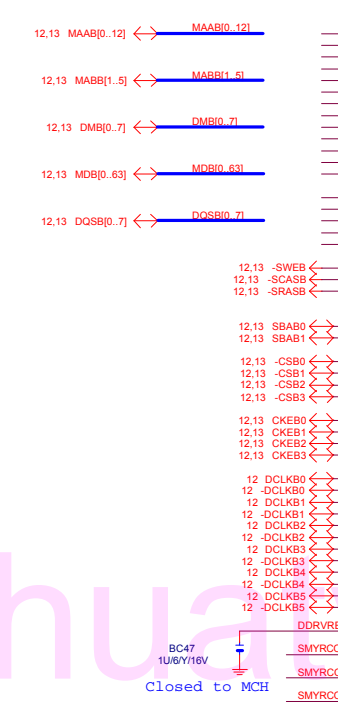 12,13 MAAB[0..12] MAAB[0..12]
12,13 MABB[1..5] MABB[1..5]
12,13 DMB[0..7] DMB[0..7]
12,13 MDB[0..63] MDB[0..63]
12,13 DQSB[0..7] DQSB[0..7]
12,13 -SWEB
12,13 -SCASB
12,13 -SRASB
12,13 SBAB0
12,13 SBAB1
12,13 -CSB0
12,13 -CSB1
12,13 -CSB2
12,13 -CSB3
12,13 CKEB0
12,13 CKEB1
12,13 CKEB2
12,13 CKEB3
12 DCLKB0
12 -DCLKB0
12 DCLKB1
12 -DCLKB1
12 DCLKB2
12 -DCLKB2
12 DCLKB3
12 -DCLKB3
12 DCLKB4
12 -DCLKB4
12 DCLKB5
12 -DCLKB5
DDRVRE
SMYRCO
SMYRCO
SMYRCO
BC47
1U/6/Y/16V
Closed to MCH
hua